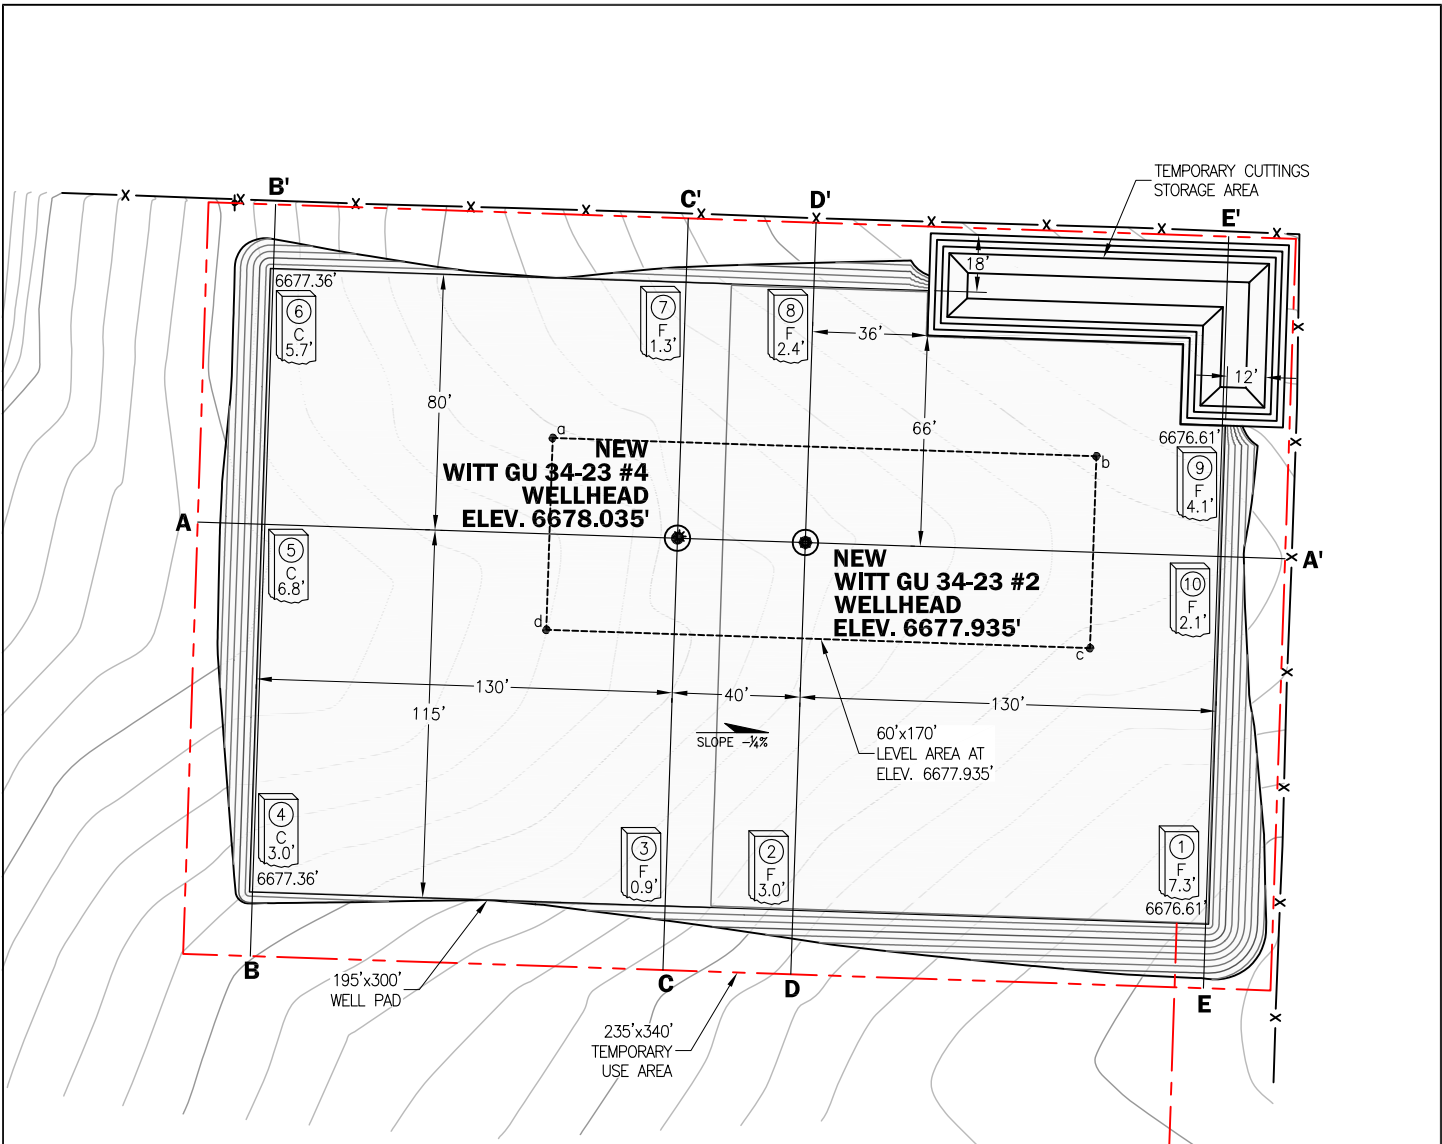 TEMPORARY CUTTINGS
STORAGE AREA
B'
C'
D'
E'
X X X X X X X X X X X
18'
6677.36'
6
C
5.7'
7
F
1.3'
8
F
2.4'
36'
X
12'
80'
66'
a
b
6676.61'
X
NEW
WITT GU 34-23 #4
WELLHEAD
ELEV. 6678.035'
9
F
4.1'
A
A'
X
5
C
6.8'
NEW
WITT GU 34-23 #2
WELLHEAD
ELEV. 6677.935'
10
F
2.1'
d
c
X
130'
40'
130'
115'
SLOPE -¼%
60'x170'
LEVEL AREA AT
ELEV. 6677.935'
X
4
C
3.0'
6677.36'
3
F
0.9'
2
F
3.0'
1
F
7.3'
6676.61'
X
B
C
D
E
195'x300'
WELL PAD
X
235'x340'
TEMPORARY
USE AREA